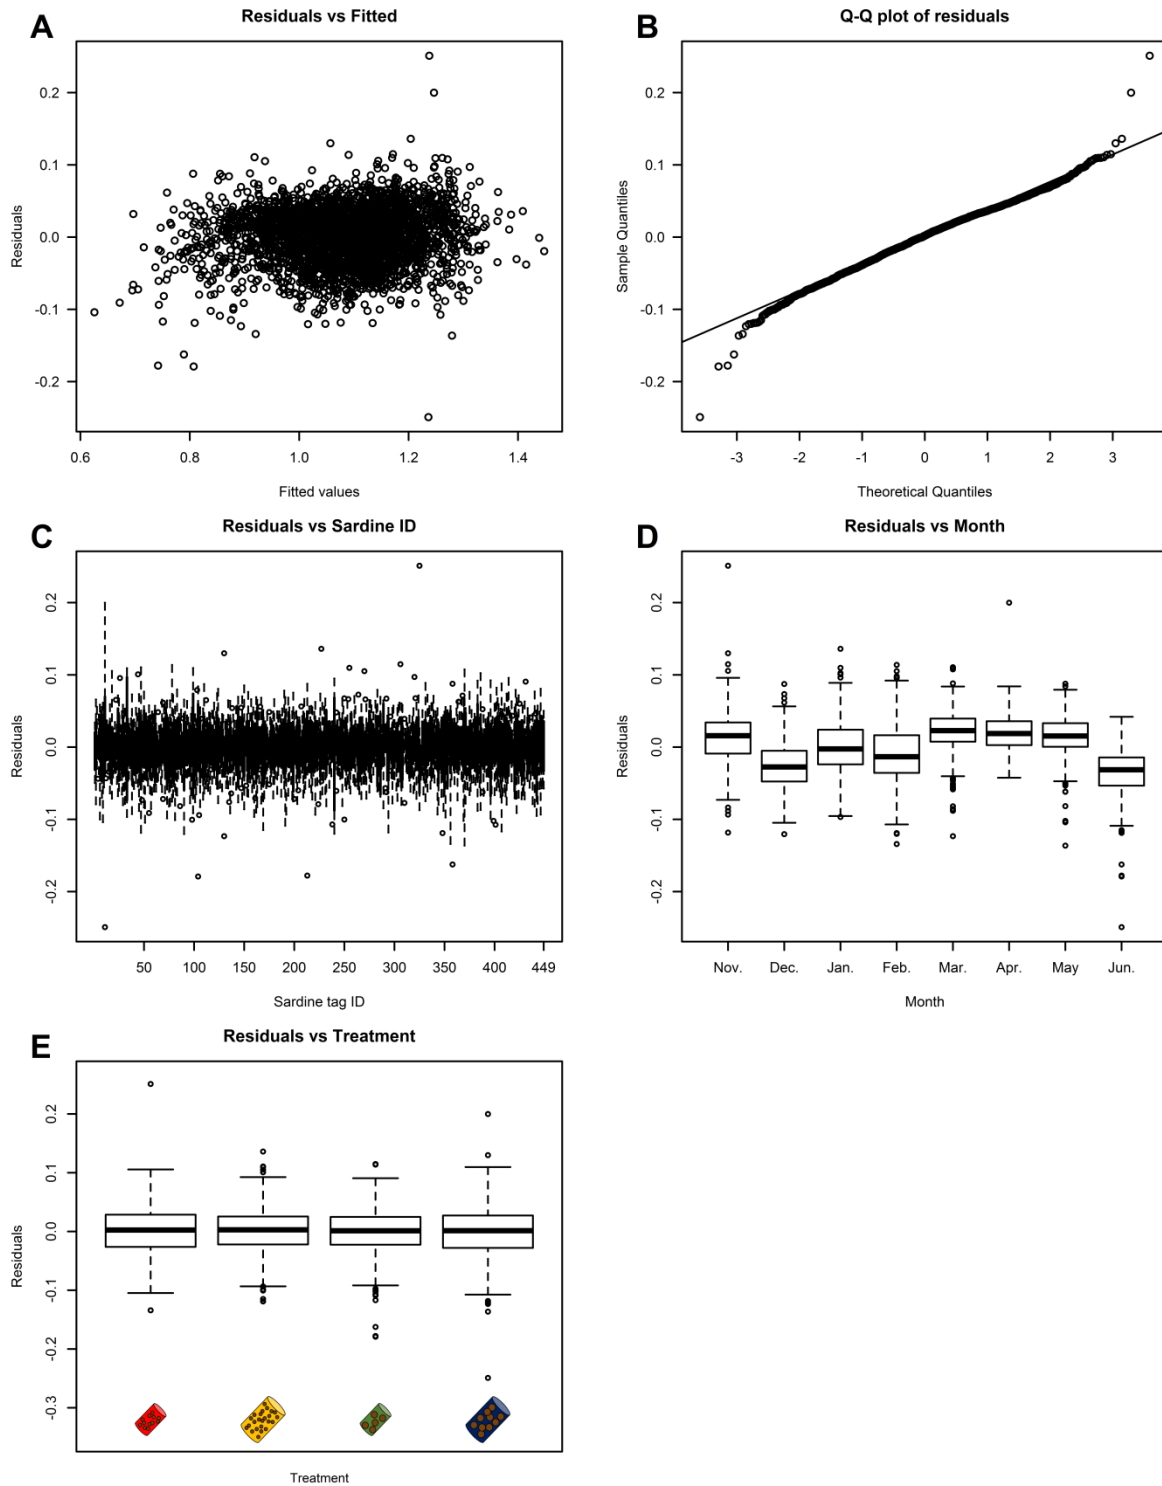 A
Residuals vs Fitted
Residuals
0.2
0.1
0.0
-0.1
-0.2
0.6 0.8 1.0 1.2 1.4
Fitted values
B
Q-Q plot of residuals
Sample Quantiles
0.2
0.1
0.0
-0.1
-0.2
-3 -2 -1 0 1 2 3
Theoretical Quantiles
C
Residuals vs Sardine ID
Residuals
0.2
0.1
0.0
-0.1
-0.2
50 100 150 200 250 300 350 400 449
Sardine tag ID
D
Residuals vs Month
Residuals
0.2
0.1
0.0
-0.1
-0.2
Nov. Dec. Jan. Feb. Mar. Apr. May Jun.
Month
E
Residuals vs Treatment
Residuals
0.2
0.1
0.0
-0.1
-0.2
-0.3
Treatment